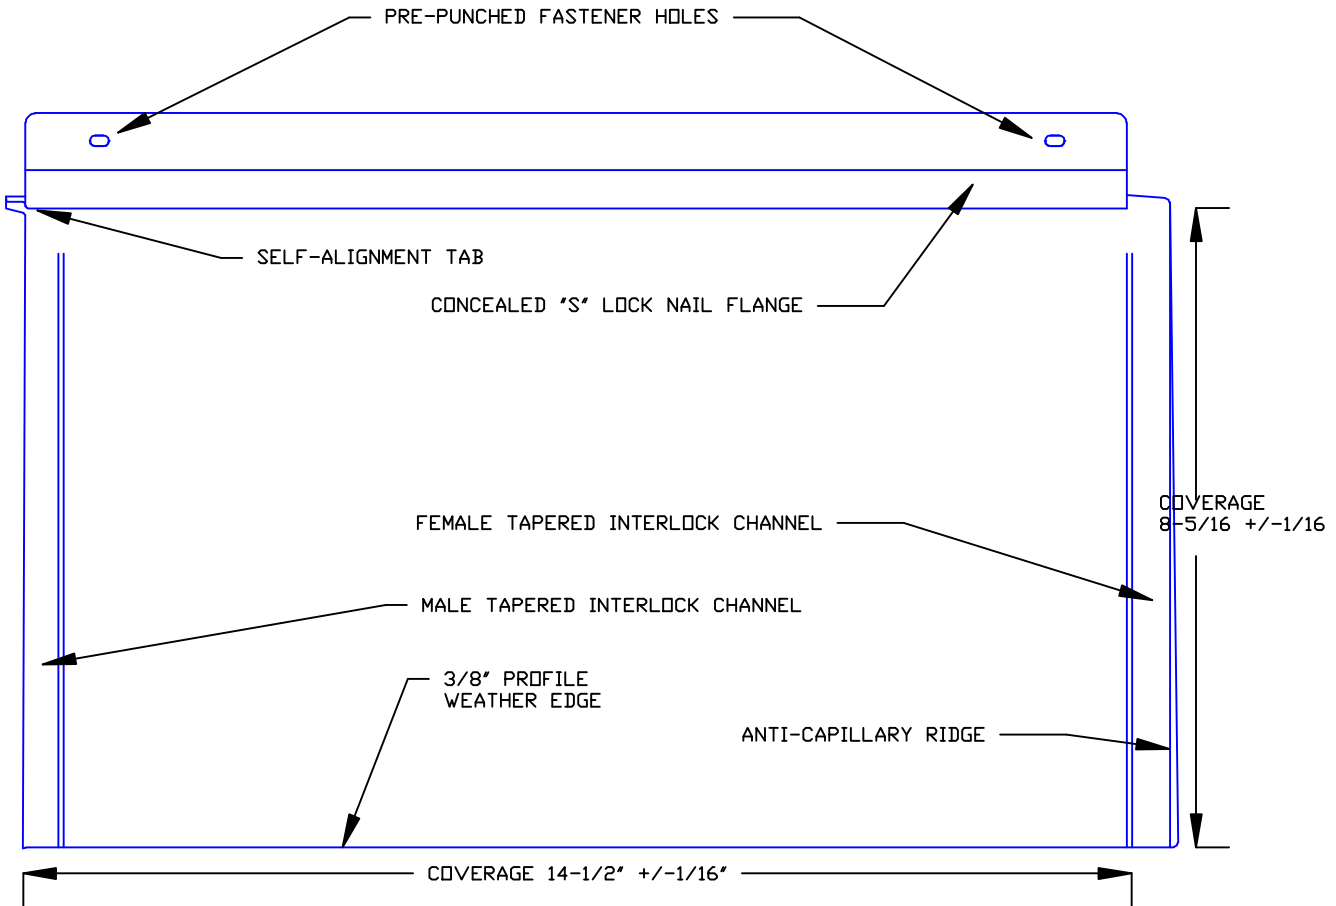 PRE-PUNCHED FASTENER HOLES
SELF-ALIGNMENT TAB
CONCEALED "S" LOCK NAIL FLANGE
COVERAGE
8-5/16 +/-1/16
FEMALE TAPERED INTERLOCK CHANNEL
MALE TAPERED INTERLOCK CHANNEL
3/8" PROFILE
WEATHER EDGE
ANTI-CAPILLARY RIDGE
COVERAGE 14-1/2" +/-1/16"